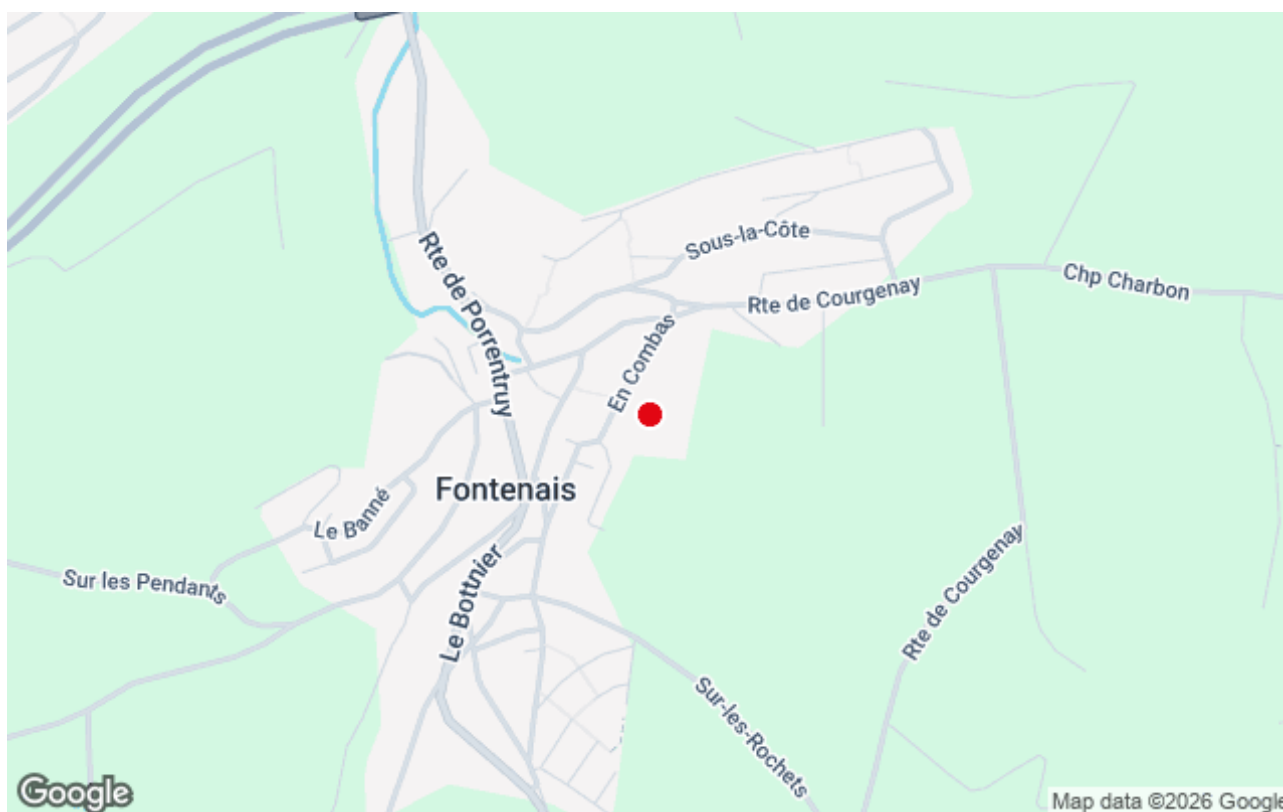 Rte de Porrentruy
Sous-la-Côte
Chp Charbon
Rte de Courgenay
En Combas
Fontenais
Le Banné
Sur les Pendants
Le Bottnier
Rte de Courgenay
Sur-les-Rochets
Google
Map data ©2026 Google